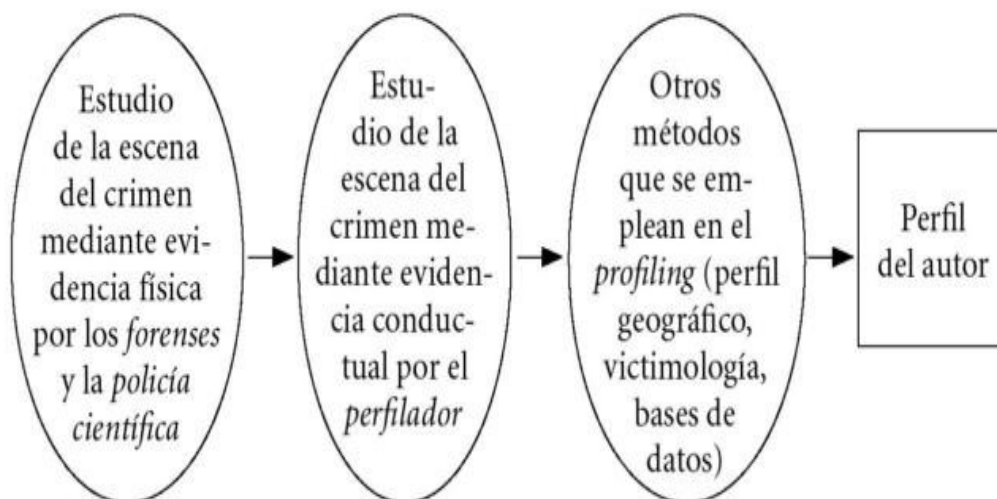 Estudio
de la escena
del crimen
mediante evi-
dencia física
por los forenses
y la policía
científica
Estu-
dio de la
escena del
crimen me-
diante eviden-
cia conduc-
tual por el
perfilador
Otros
métodos
que se em-
plean en el
profiling (perfil
geográfico,
victimología,
bases de
datos)
Perfil
del autor